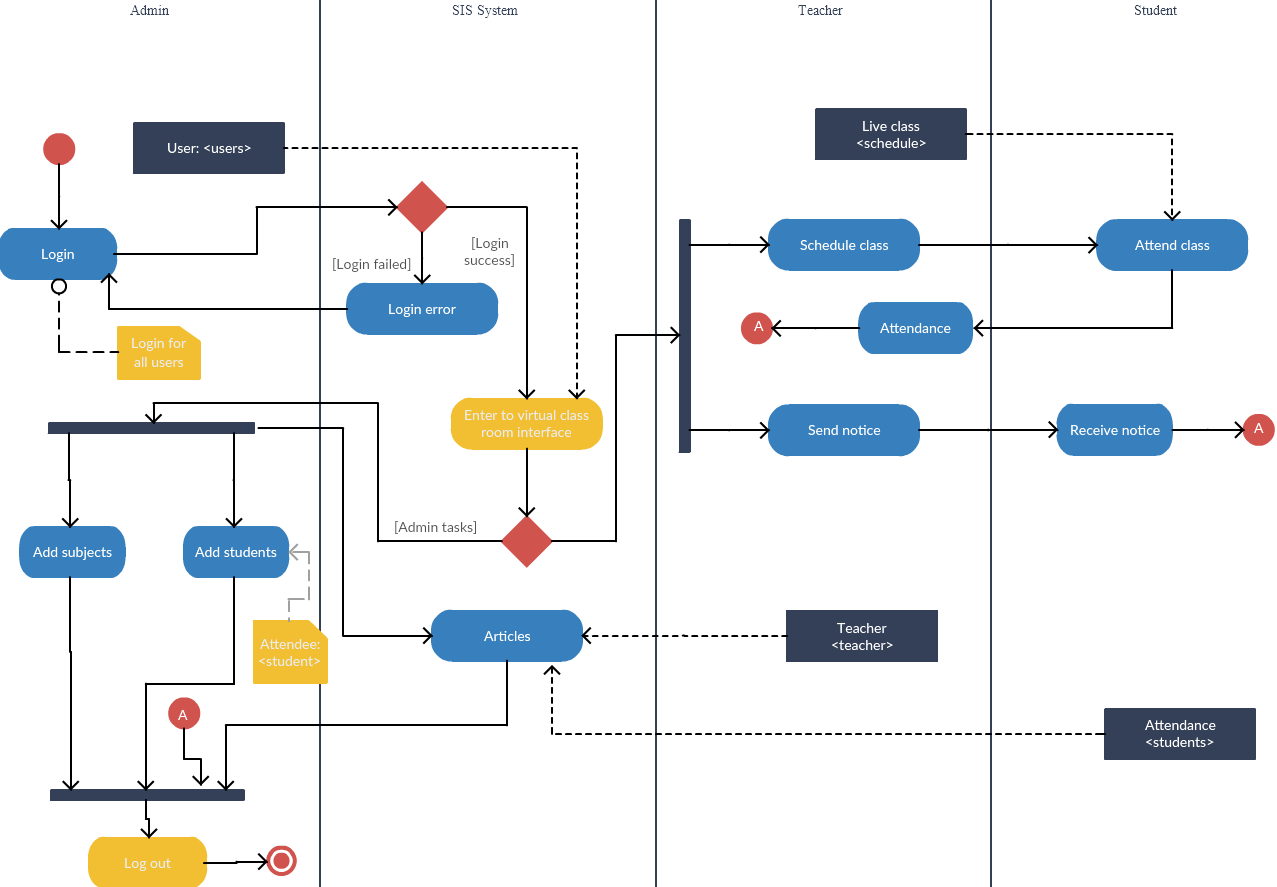 Admin
SIS System
Teacher
Student
User: <users>
Live class
<schedule>
Login
[Login failed]
[Login
success]
Login error
Schedule class
Attend class
A
Attendance
Login for
all users
Enter to virtual class
room interface
Send notice
Receive notice
A
[Admin tasks]
Add subjects
Add students
Attendee:
<student>
Articles
Teacher
<teacher>
A
Attendance
<students>
Log out